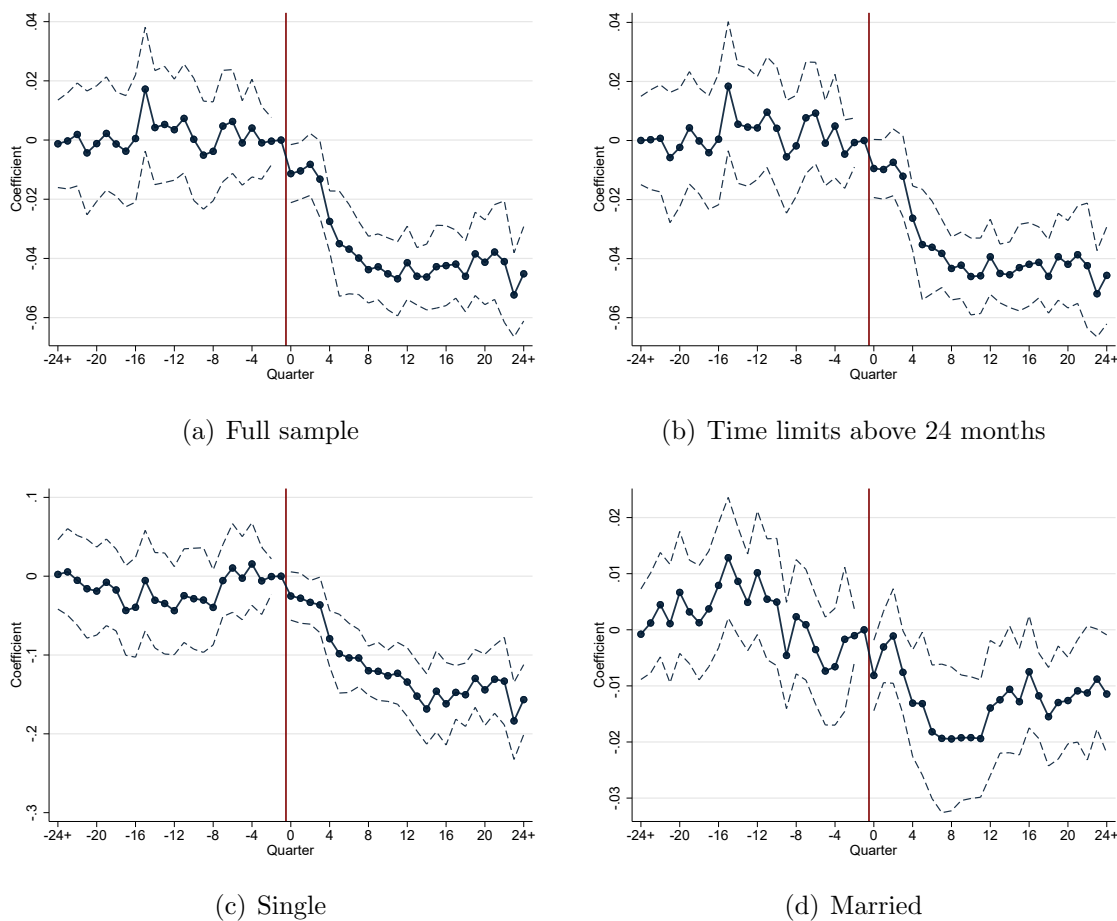 .04
.02
0
-.02
-.04
-.06
Coefficient
-24+ -20 -16 -12 -8 -4 0 4 8 12 16 20 24+
Quarter
(a) Full sample
.04
.02
0
-.02
-.04
-.06
Coefficient
-24+ -20 -16 -12 -8 -4 0 4 8 12 16 20 24+
Quarter
(b) Time limits above 24 months
.1
0
-.1
-.2
-.3
Coefficient
-24+ -20 -16 -12 -8 -4 0 4 8 12 16 20 24+
Quarter
(c) Single
.02
.01
0
-.01
-.02
-.03
Coefficient
-24+ -20 -16 -12 -8 -4 0 4 8 12 16 20 24+
Quarter
(d) Married